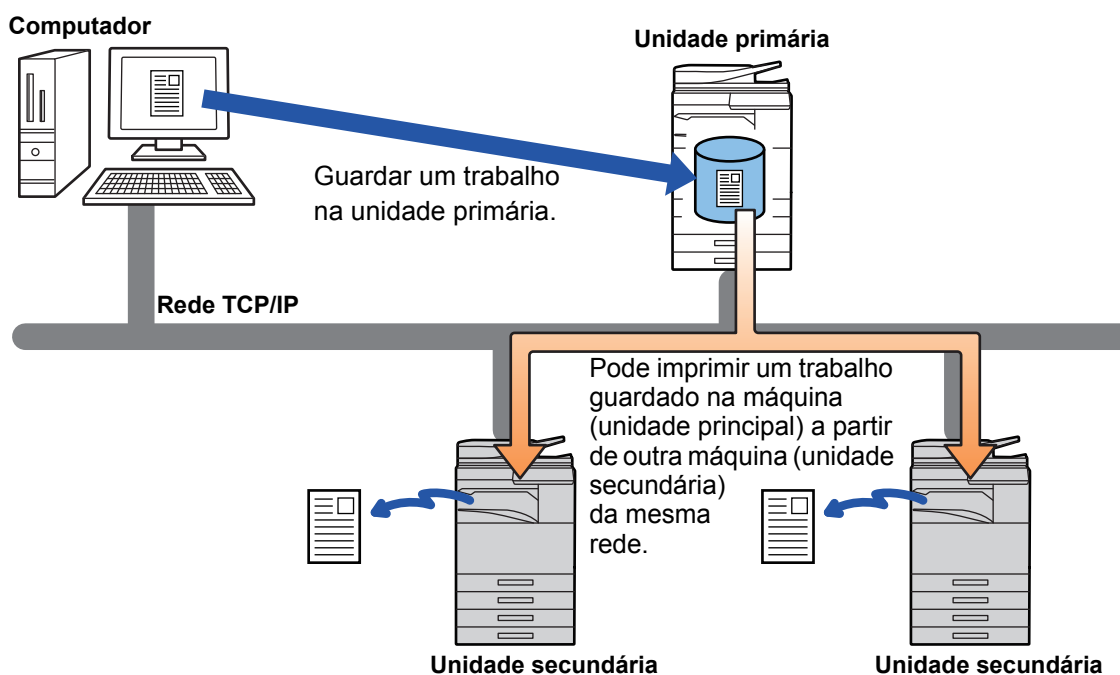 Computador
Unidade primária
Guardar um trabalho
na unidade primária.
Rede TCP/IP
Pode imprimir um trabalho
guardado na máquina
(unidade principal) a partir
de outra máquina (unidade
secundária)
da mesma
rede.
Unidade secundária
Unidade secundária